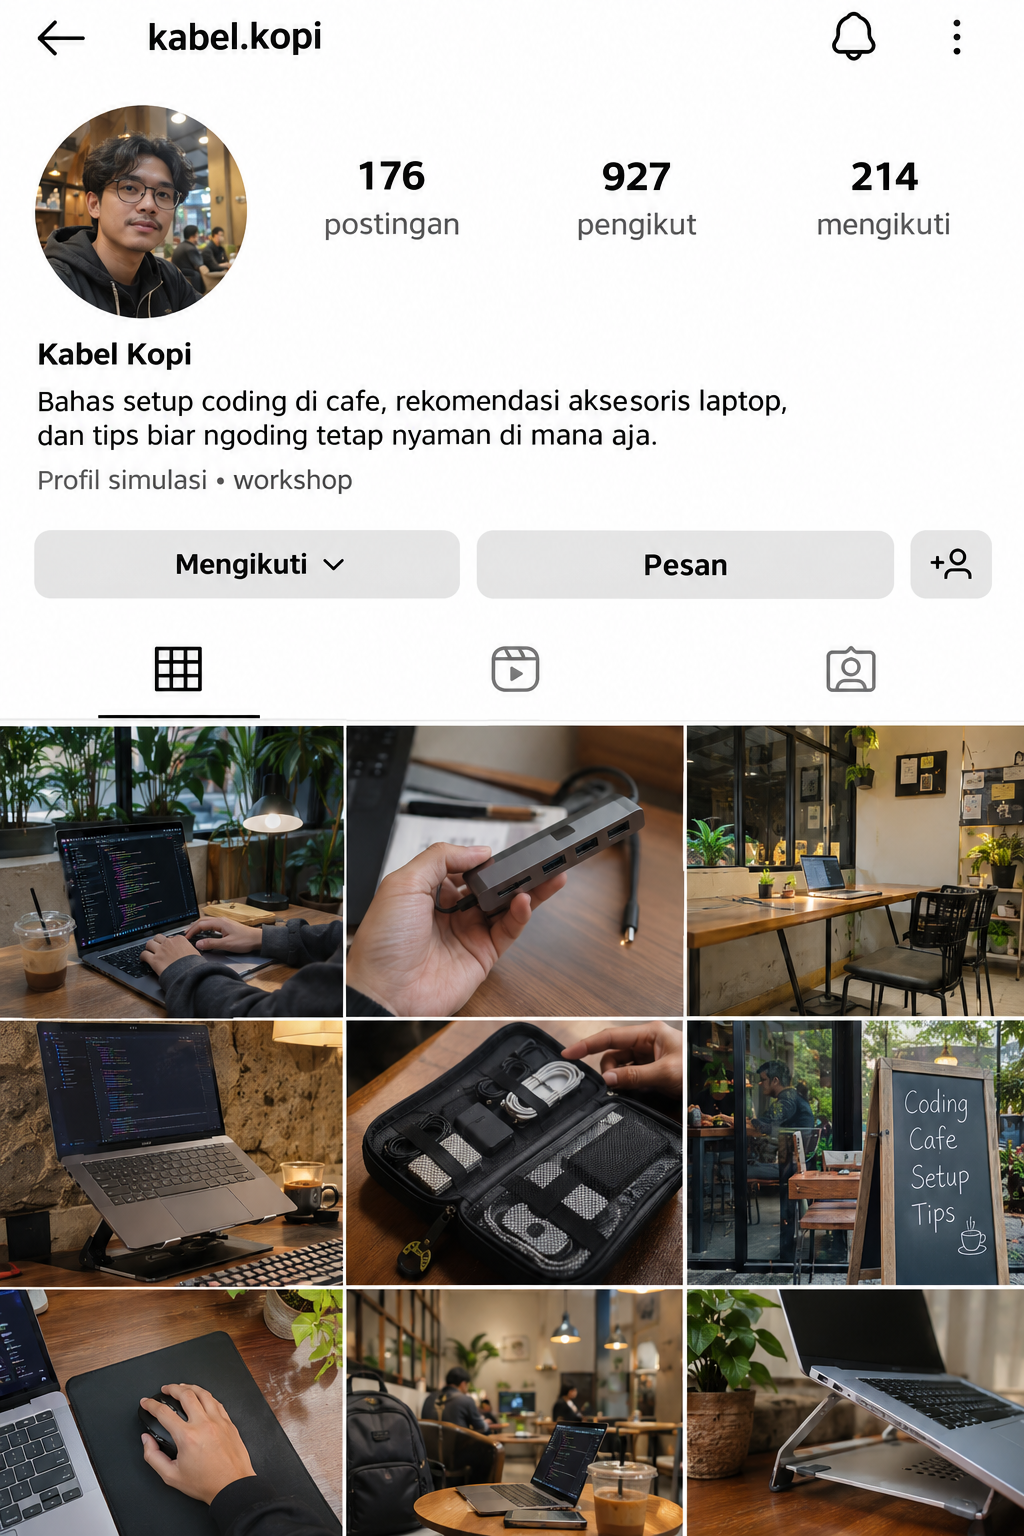 kabel.kopi
176
postingan
927
pengikut
214
mengikuti
Kabel Kopi
Bahas setup coding di cafe, rekomendasi aksesoris laptop,
dan tips biar ngoding tetap nyaman di mana aja.
Profil simulasi • workshop
Mengikuti
Pesan
Coding
Cafe
Setup
Tips